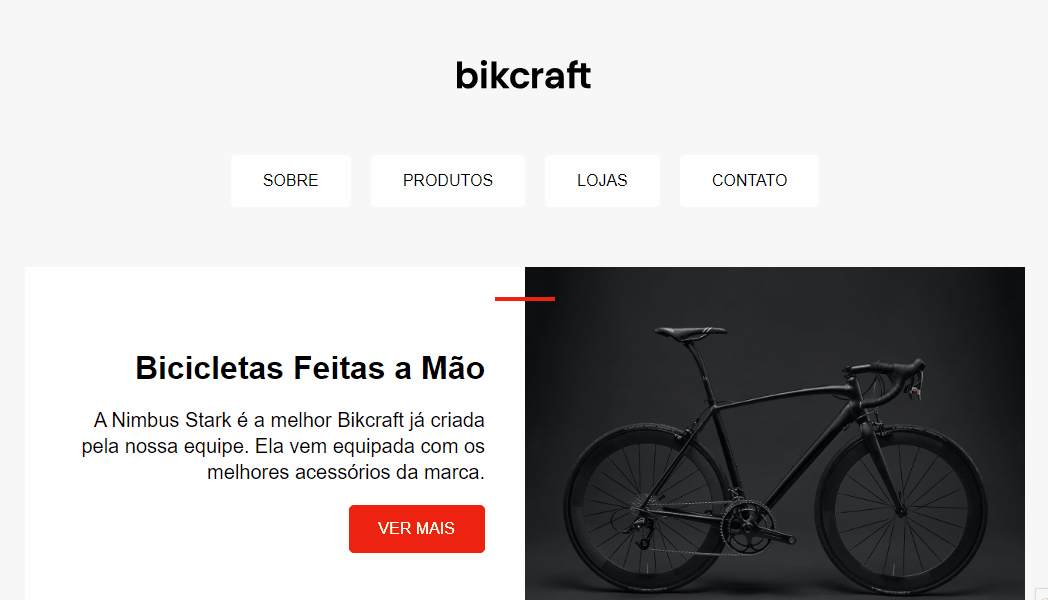 bikcraft
SOBRE
PRODUTOS
LOJAS
CONTATO
Bicicletas Feitas a Mão
A Nimbus Stark é a melhor Bikcraft já criada
pela nossa equipe. Ela vem equipada com os
melhores acessórios da marca.
VER MAIS